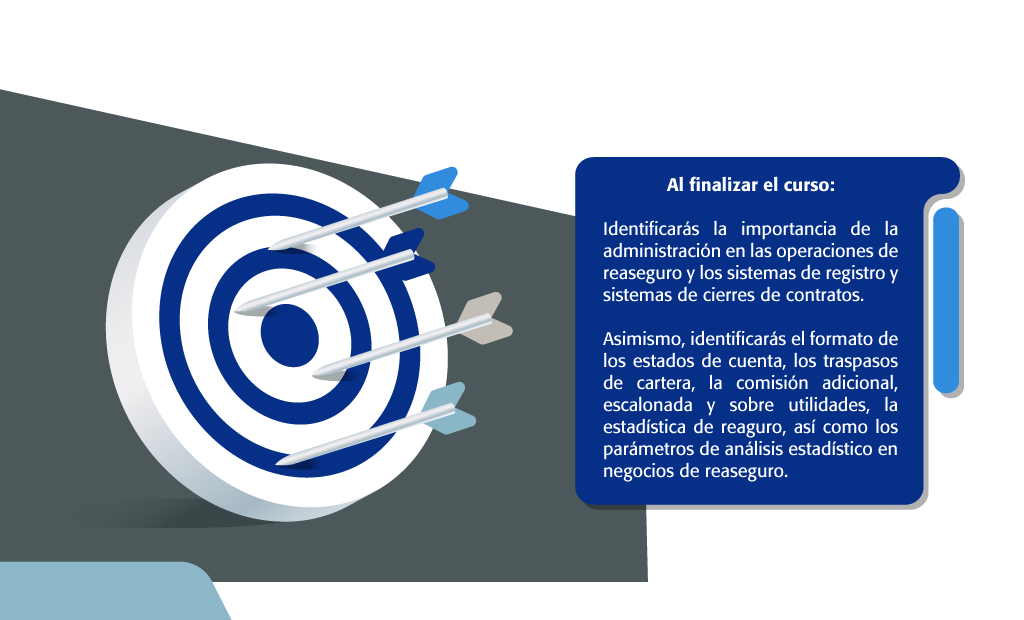 Al finalizar el curso:
Identificarás la importancia de la
administración en las operaciones de
reaseguro y los sistemas de registro y
sistemas de cierres de contratos.
Asimismo, identificarás el formato de
los estados de cuenta, los traspasos
de cartera, la comisión adicional,
escalonada y sobre utilidades, la
estadística de reaguro, así como los
parámetros de análisis estadístico en
negocios de reaseguro.